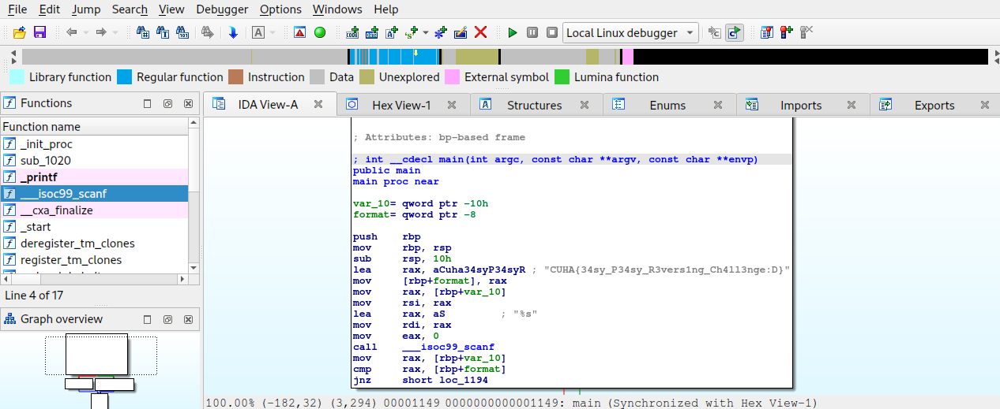 File Edit Jump Search View Debugger Options Windows Help
Local Linux debugger
Library function Regular function Instruction Data Unexplored External symbol Lumina function
Functions
IDA View-A Hex View-1 Structures Enums Imports Exports
Function name
_init_proc
sub_1020
_printf
___isoc99_scanf
__cxa_finalize
_start
deregister_tm_clones
register_tm_clones
Line 4 of 17
Graph overview
; Attributes: bp-based frame
; int __cdecl main(int argc, const char **argv, const char **envp)
public main
main proc near
var_10= qword ptr -10h
format= qword ptr -8
push rbp
mov rbp, rsp
sub rsp, 10h
lea rax, aCuha34syP34syR ; "CUHA{34sy_P34sy_R3vers1ng_Ch4ll3nge:D}"
mov [rbp+format], rax
mov rax, [rbp+var_10]
mov rsi, rax
lea rax, aS ; "%s"
mov rdi, rax
mov eax, 0
call ___isoc99_scanf
mov rax, [rbp+var_10]
cmp rax, [rbp+format]
jnz short loc_1194
100.00% (-182,32) (3,294) 00001149 0000000000001149: main (Synchronized with Hex View-1)